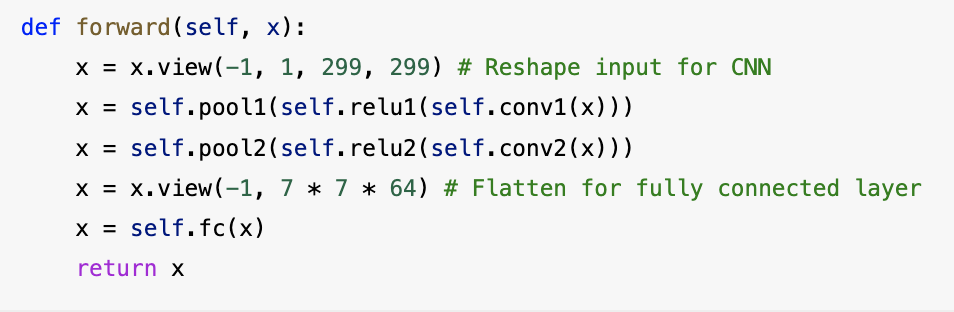 def forward(self, x):
    x = x.view(-1, 1, 299, 299) # Reshape input for CNN
    x = self.pool1(self.relu1(self.conv1(x)))
    x = self.pool2(self.relu2(self.conv2(x)))
    x = x.view(-1, 7 * 7 * 64) # Flatten for fully connected layer
    x = self.fc(x)
    return x